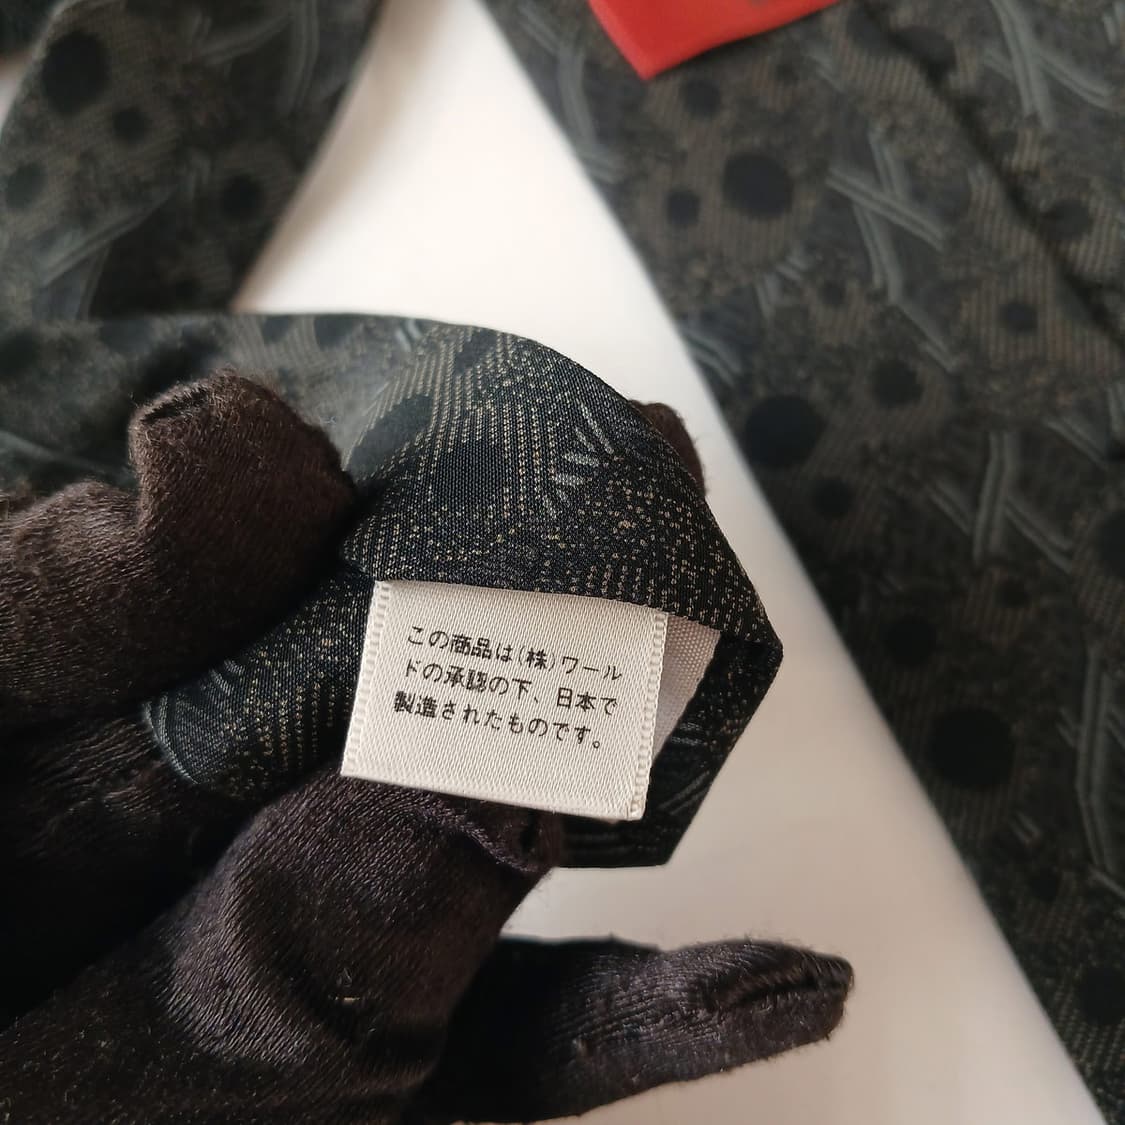 この商品は(株)ワール
ドの承認の下、日本で
製造されたものです。